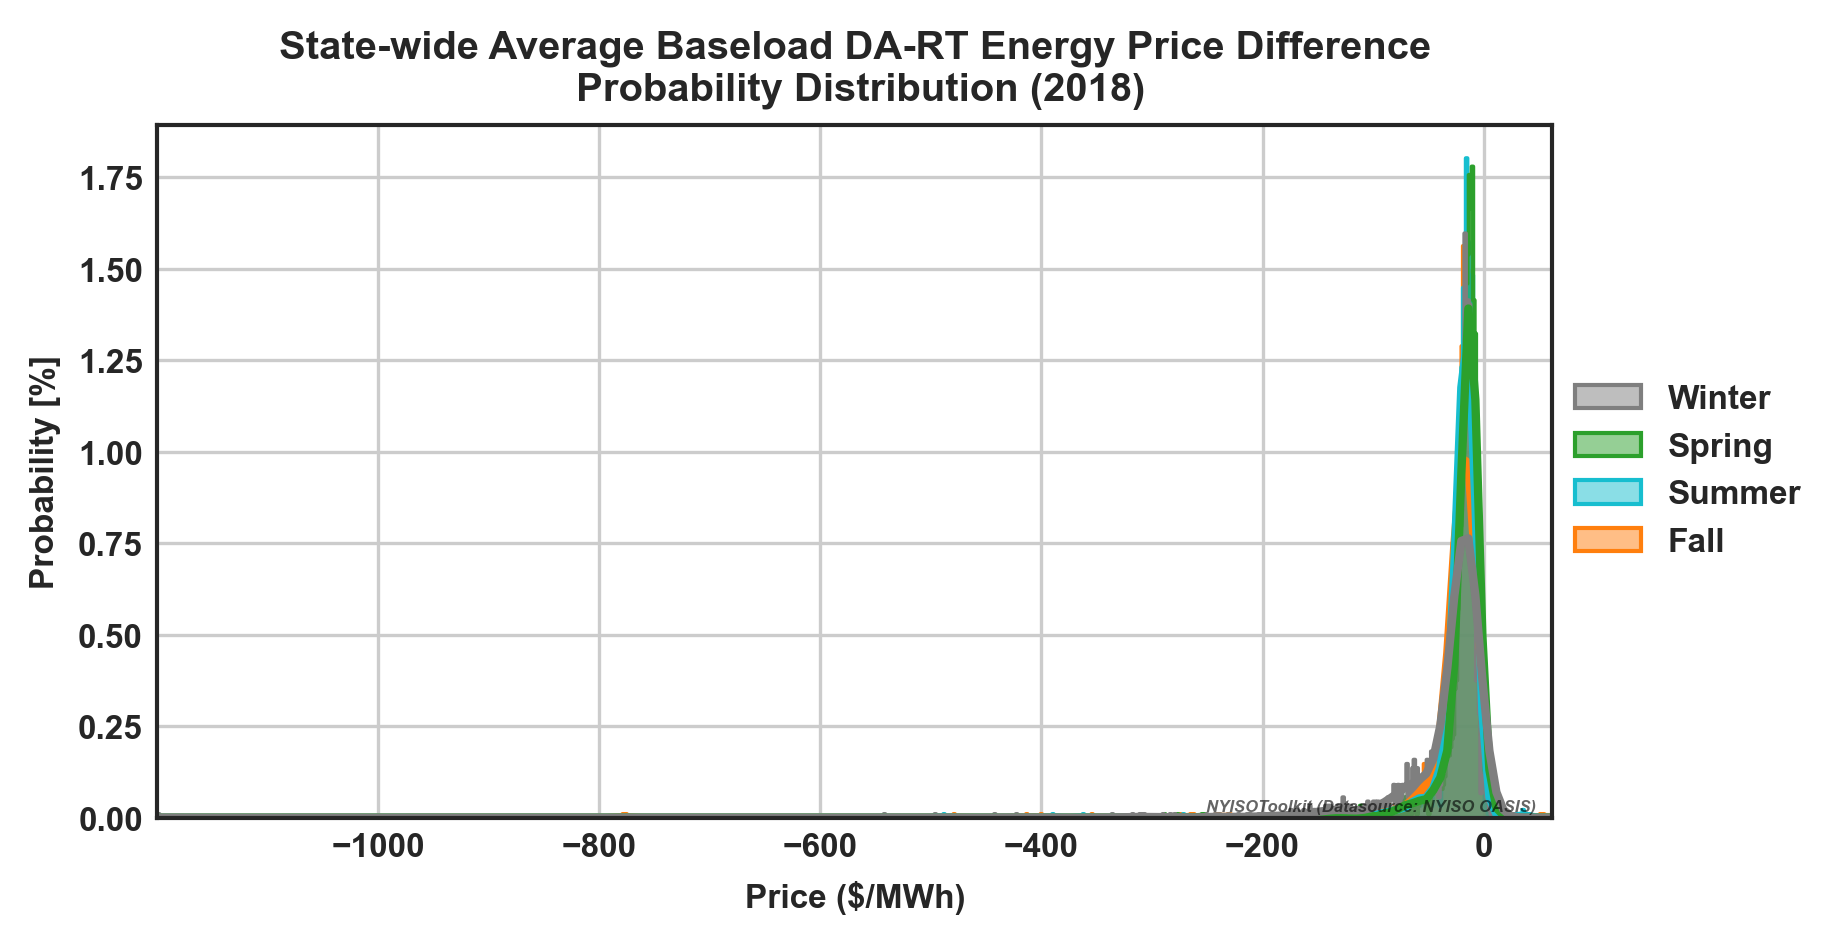 State-wide Average Baseload DA-RT Energy Price Difference
Probability Distribution (2018)
Probability [%]
1.75
1.50
1.25
1.00
0.75
0.50
0.25
0.00
Winter
Spring
Summer
Fall
NYISOToolkit (Datasource: NYISO OASIS)
−1000 −800 −600 −400 −200 0
Price ($/MWh)